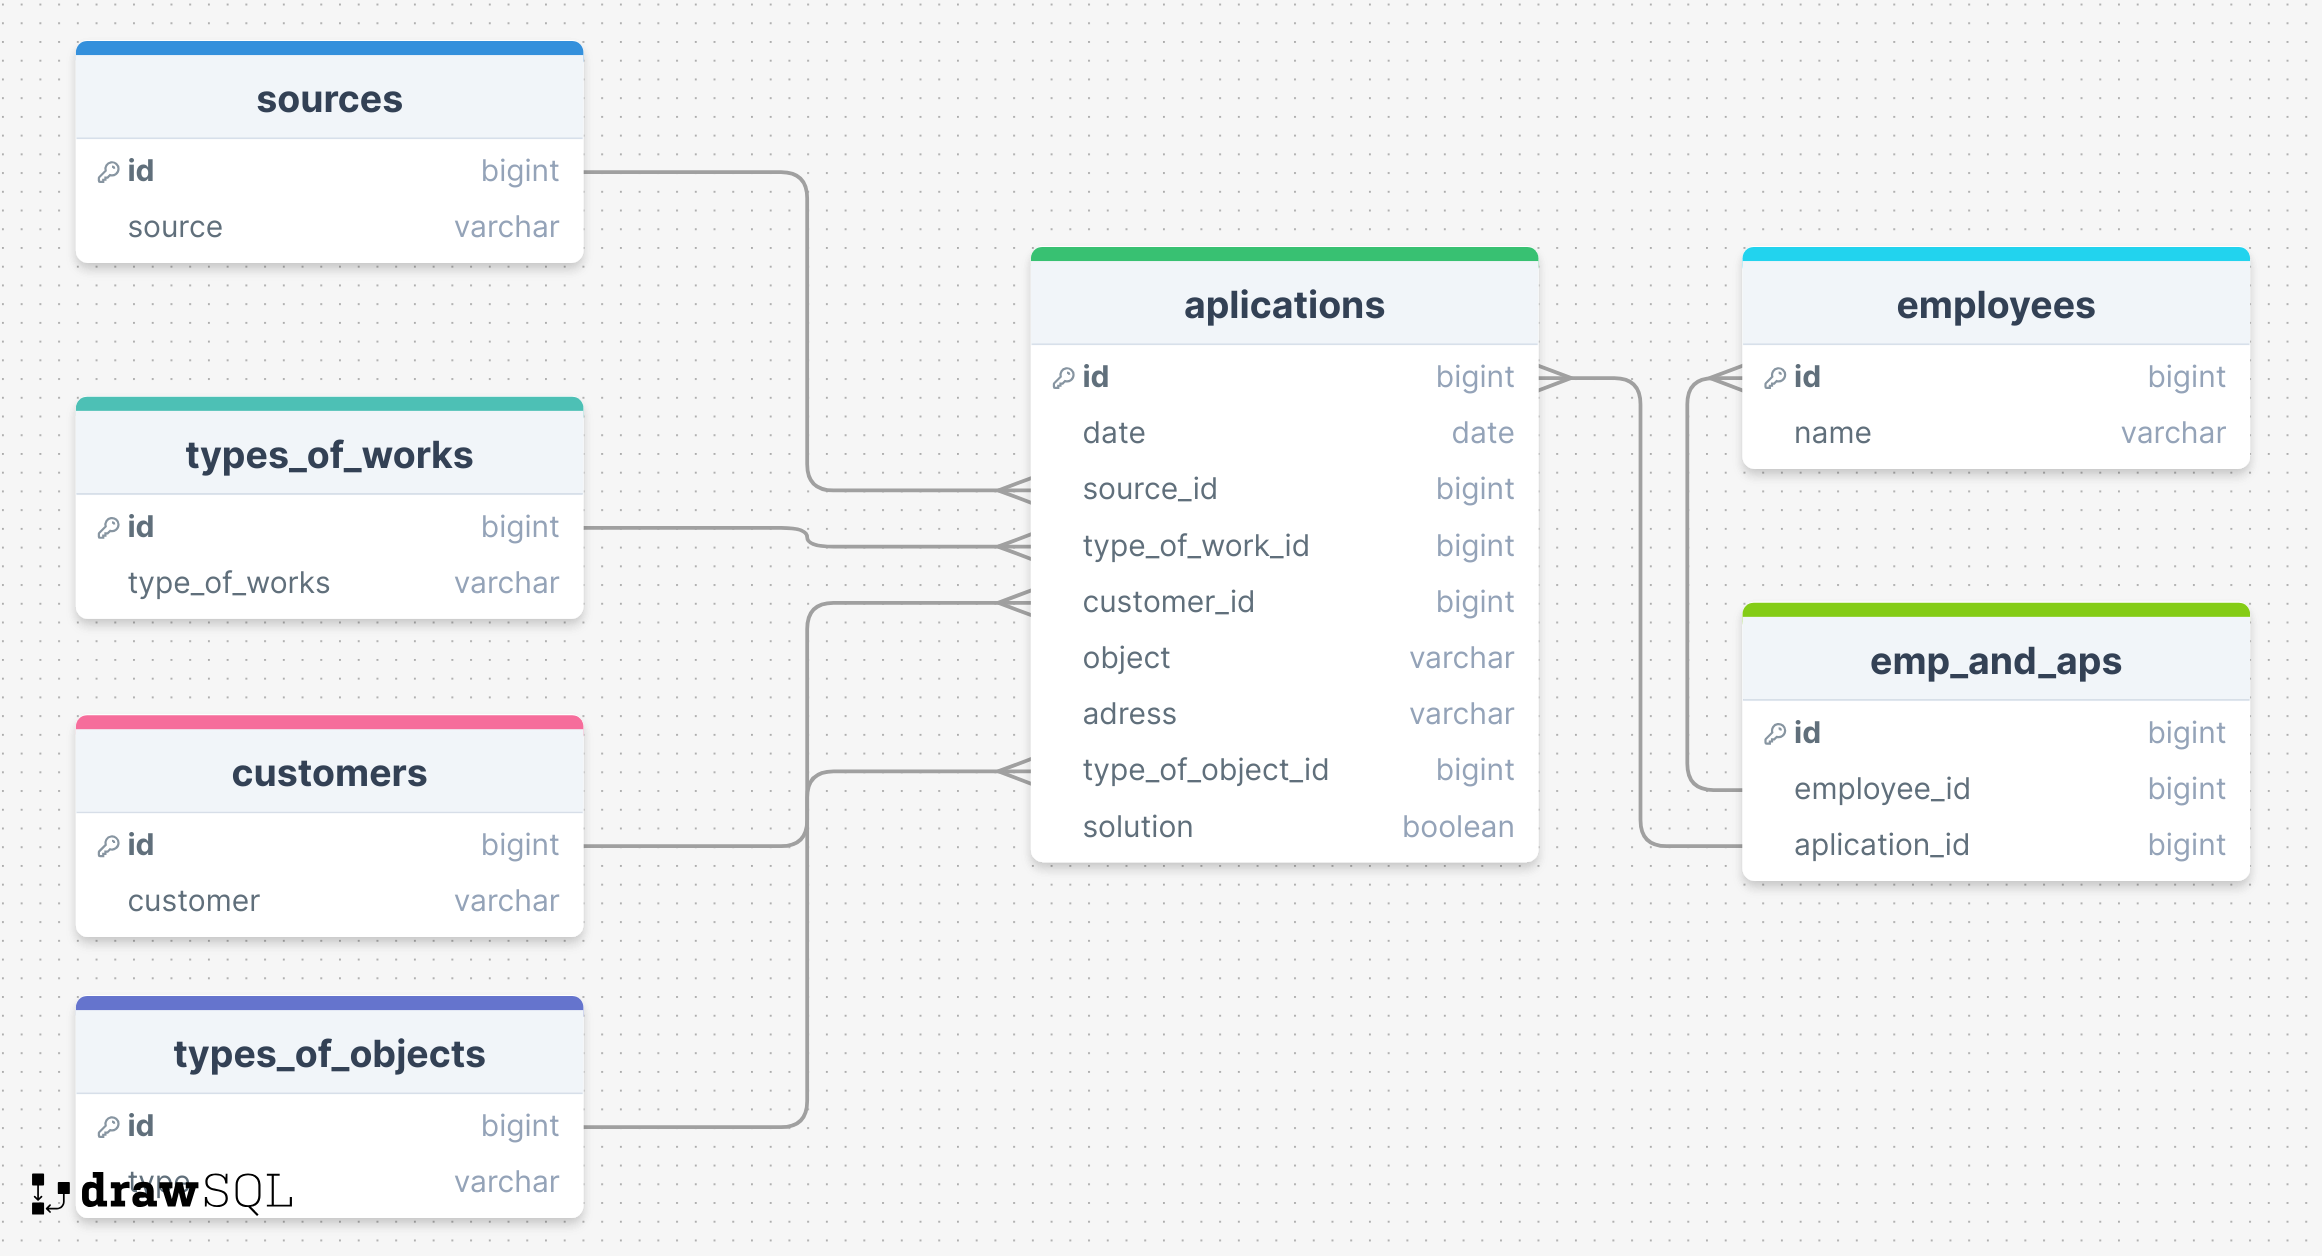 sources
id bigint
source varchar
types_of_works
id bigint
type_of_works varchar
customers
id bigint
customer varchar
types_of_objects
id bigint
type varchar
drawSQL
aplications
id bigint
date date
source_id bigint
type_of_work_id bigint
customer_id bigint
object varchar
adress varchar
type_of_object_id bigint
solution boolean
employees
id bigint
name varchar
emp_and_aps
id bigint
employee_id bigint
aplication_id bigint